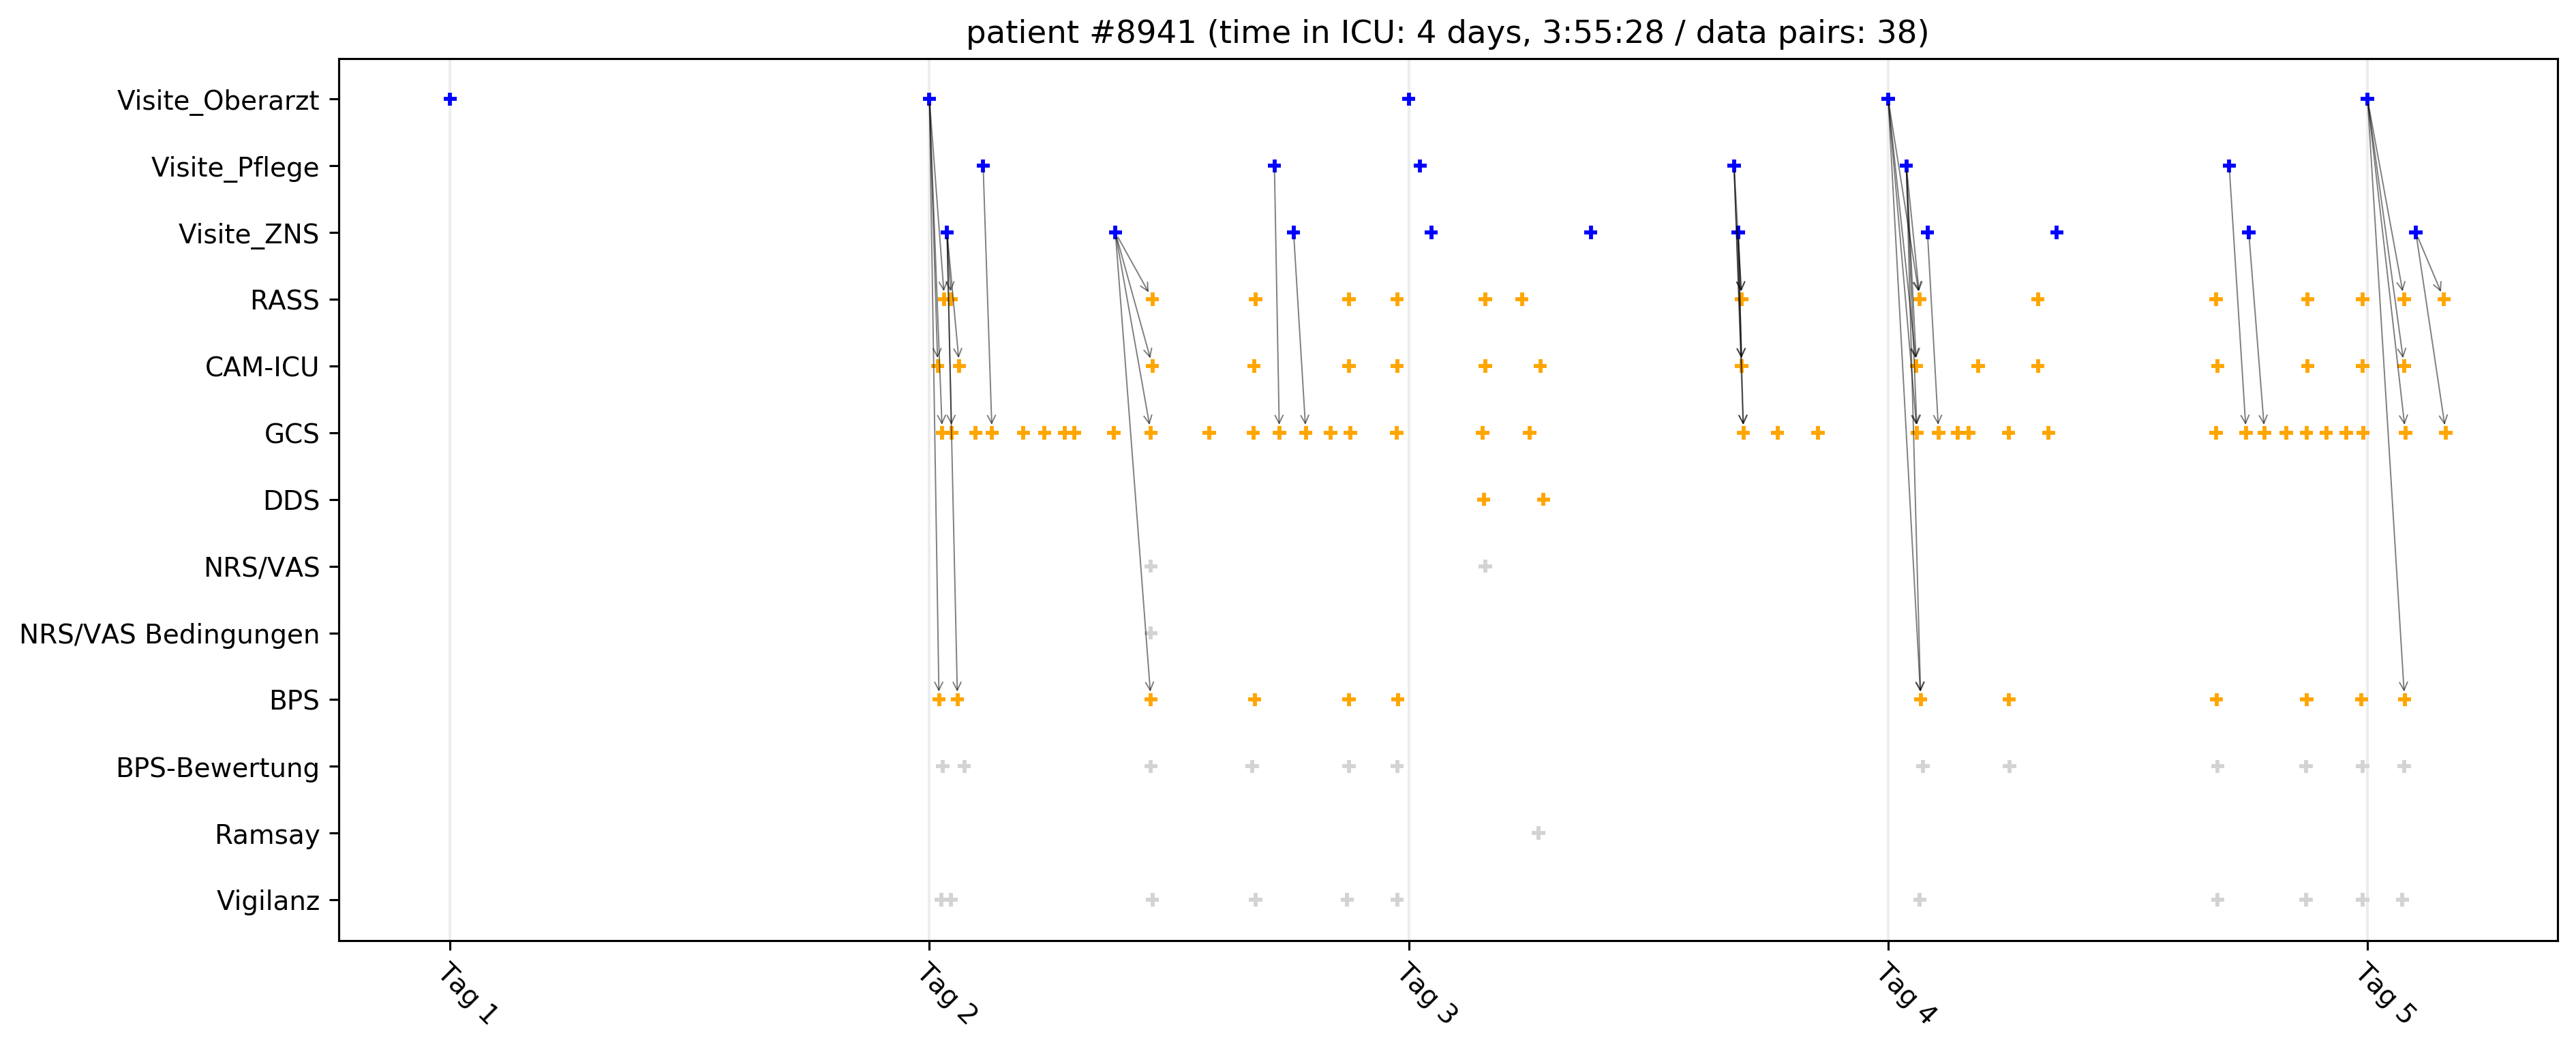 patient #8941 (time in ICU: 4 days, 3:55:28 / data pairs: 38)
Visite_Oberarzt
Visite_Pflege
Visite_ZNS
RASS
CAM-ICU
GCS
DDS
NRS/VAS
NRS/VAS Bedingungen
BPS
BPS-Bewertung
Ramsay
Vigilanz
Tag 1
Tag 2
Tag 3
Tag 4
Tag 5